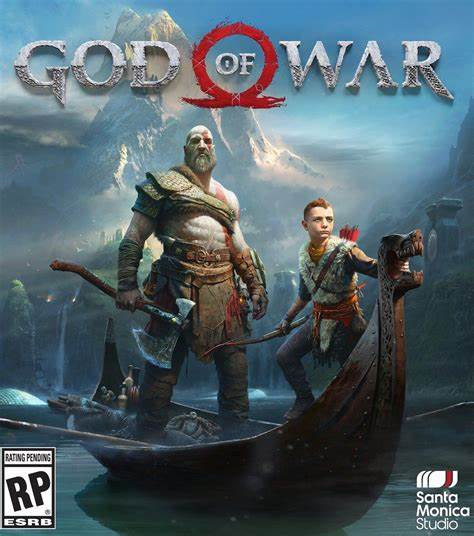 GOD OF WAR
RATING PENDING
RP
ESRB
Santa
Monica
Studio